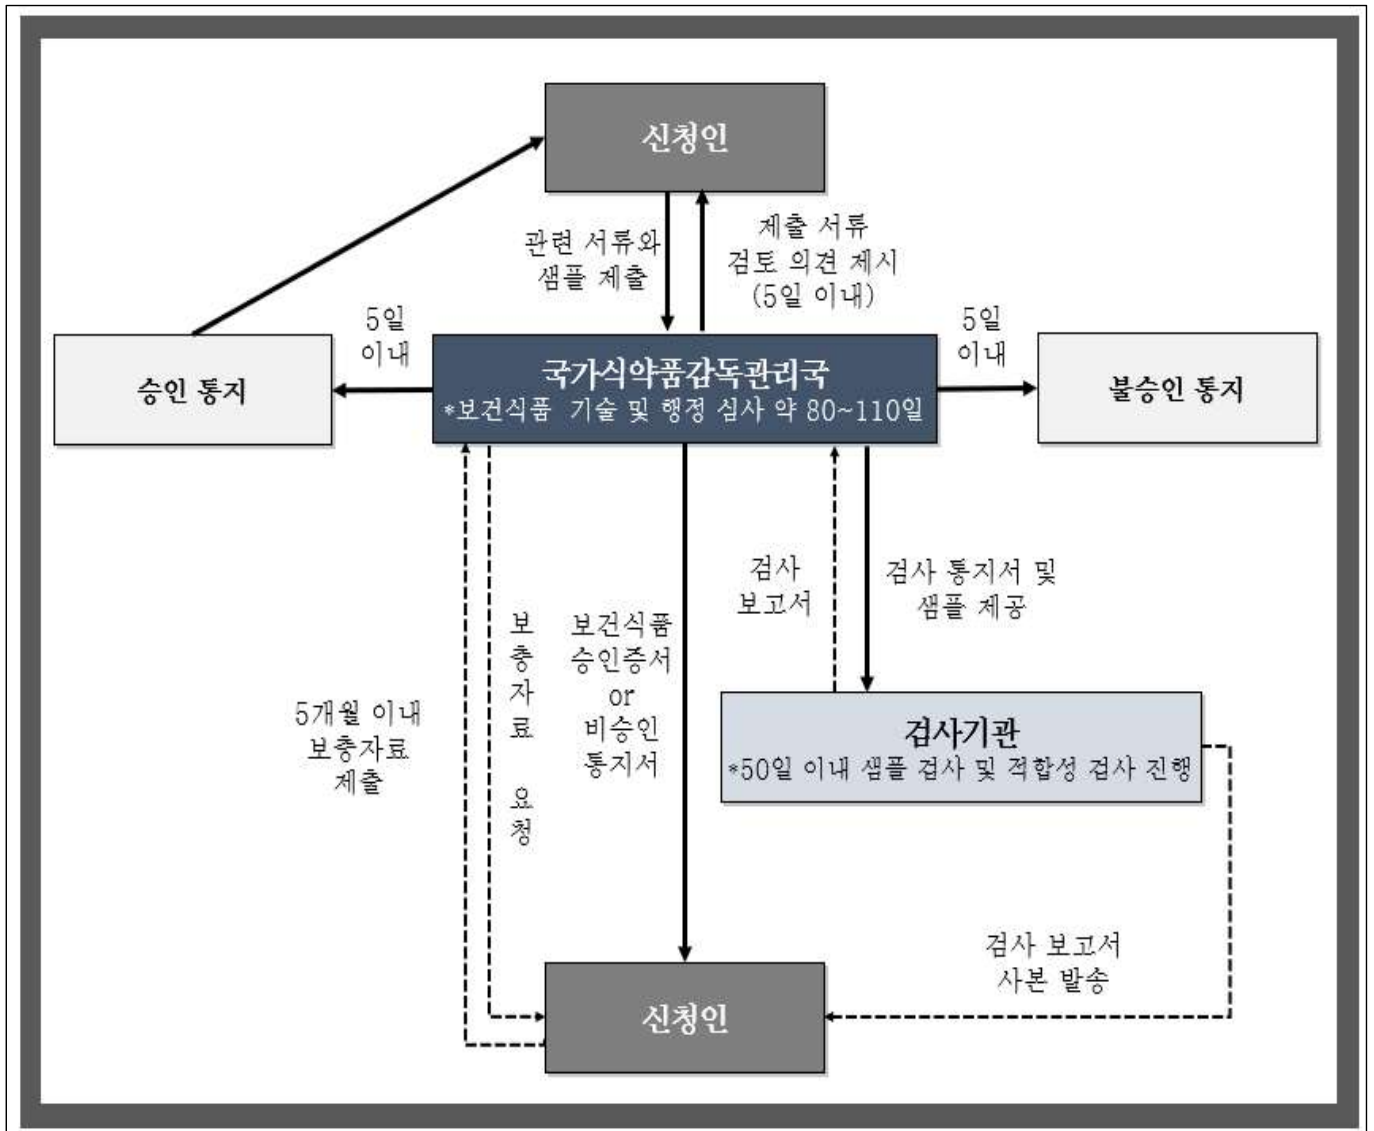 신청인
관련 서류와
샘플 제출
제출 서류
검토 의견 제시
(5일 이내)
5일
이내
5일
이내
승인 통지
국가식약품감독관리국
*보건식품 기술 및 행정 심사 약 80~110일
불승인 통지
검사
보고서
검사 통지서 및
샘플 제공
보
충
자
료
요
청
보건식품
승인증서
or
비승인
통지서
5개월 이내
보충자료
제출
검사기관
*50일 이내 샘플 검사 및 적합성 검사 진행
검사 보고서
사본 발송
신청인